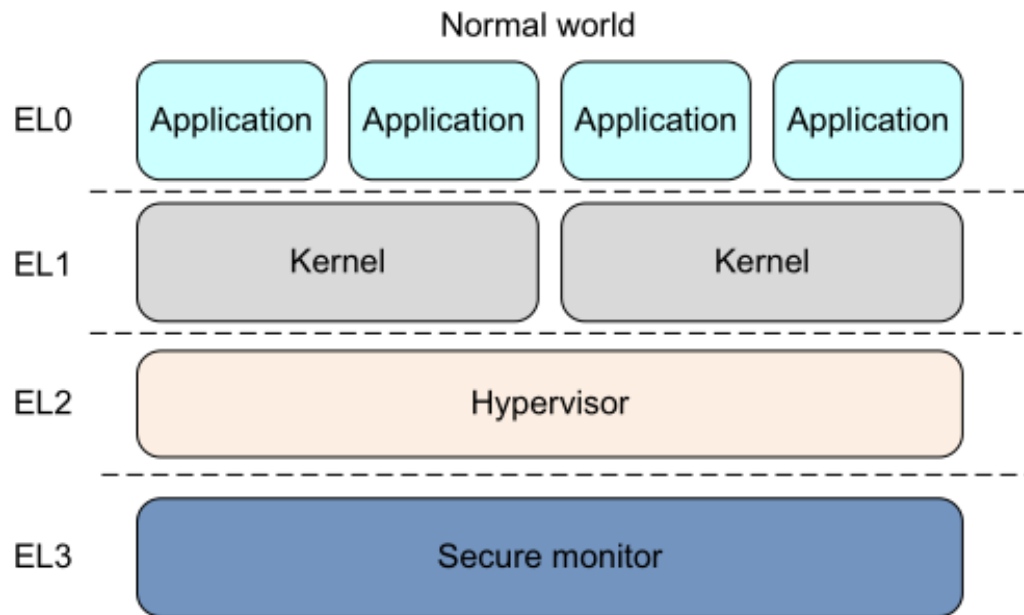 Normal world
EL0 Application Application Application Application
EL1 Kernel Kernel
EL2 Hypervisor
EL3 Secure monitor